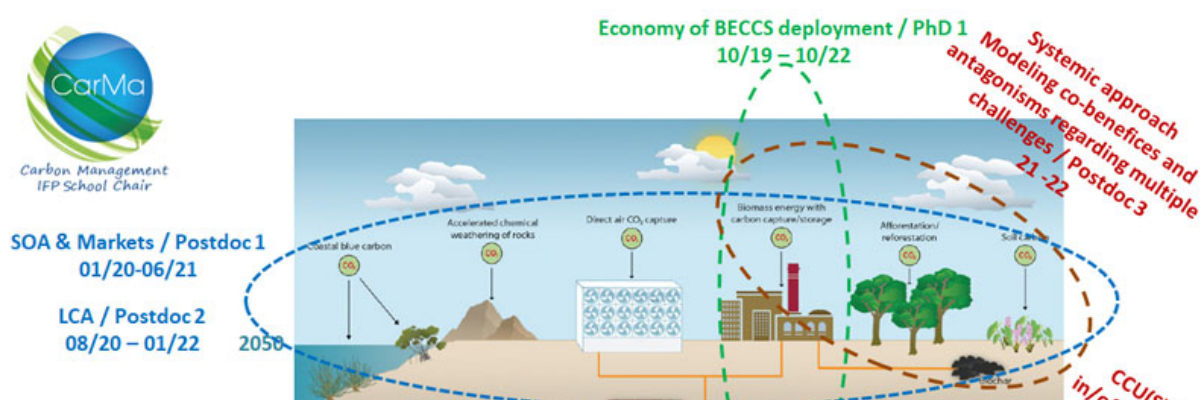 Economy of BECCS deployment / PhD 1
10/19 – 10/22
Systemic approach
Modeling co-benefices and
antagonisms regarding multiple
challenges / Postdoc 3
21 -22
CarMa
Carbon Management
IFP School Chair
SOA & Markets / Postdoc 1
01/20-06/21
LCA / Postdoc 2
08/20 – 01/22
2050
Coastal blue carbon
CO₂
Accelerated chemical
weathering of rocks
CO₂
Direct air CO₂ capture
CO₂
Biomass energy with
carbon capture/storage
CO₂
Afforestation/
reforestation
CO₂
Soil
CO₂
Biochar